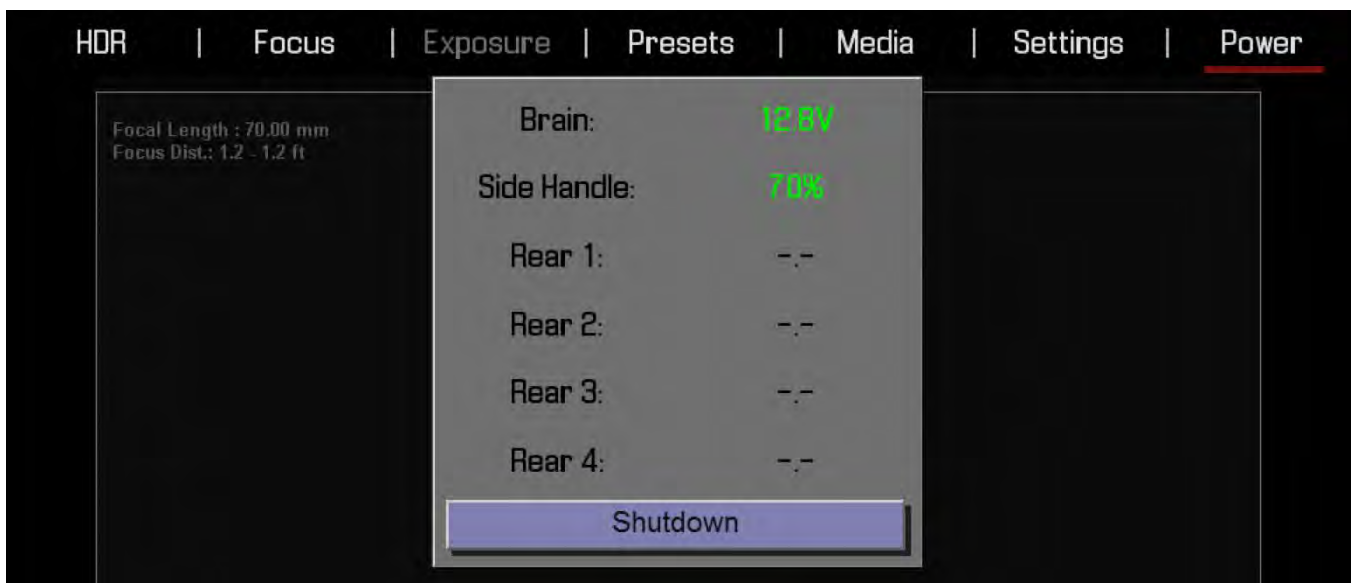 HDR | Focus | Exposure | Presets | Media | Settings | Power
Focal Length : 70.00 mm
Focus Dist.: 1.2 - 1.2 ft
Brain: 12.8V
Side Handle: 70%
Rear 1: -.-
Rear 2: -.-
Rear 3: -.-
Rear 4: -.-
Shutdown